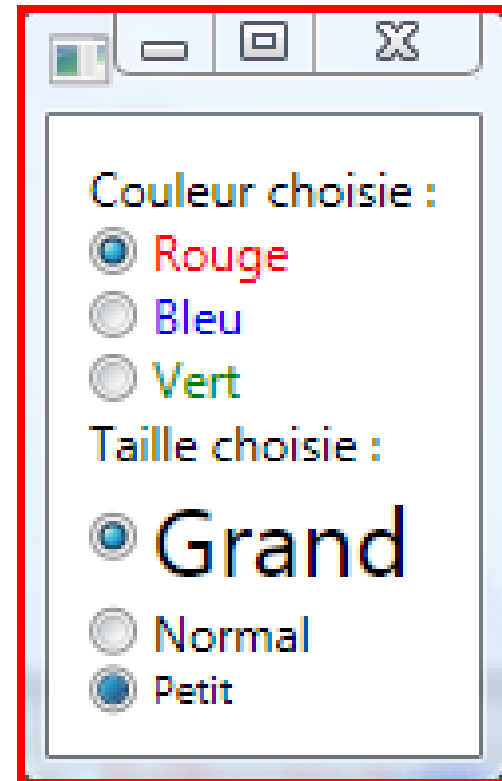 Couleur choisie :
Rouge
Bleu
Vert
Taille choisie :
Grand
Normal
Petit